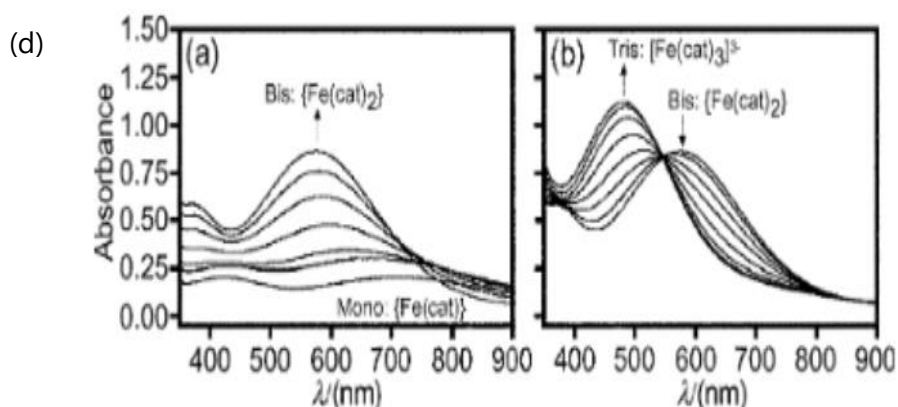 (d)
1.50
1.25
1.00
0.75
0.50
0.25
0.00
Absorbance
(a)
Bis: {Fe(cat)₂}
Mono: {Fe(cat)}
400 500 600 700 800 900
λ/(nm)
(b)
Tris: [Fe(cat)₃]³⁻
Bis: {Fe(cat)₂}
400 500 600 700 800 900
λ/(nm)